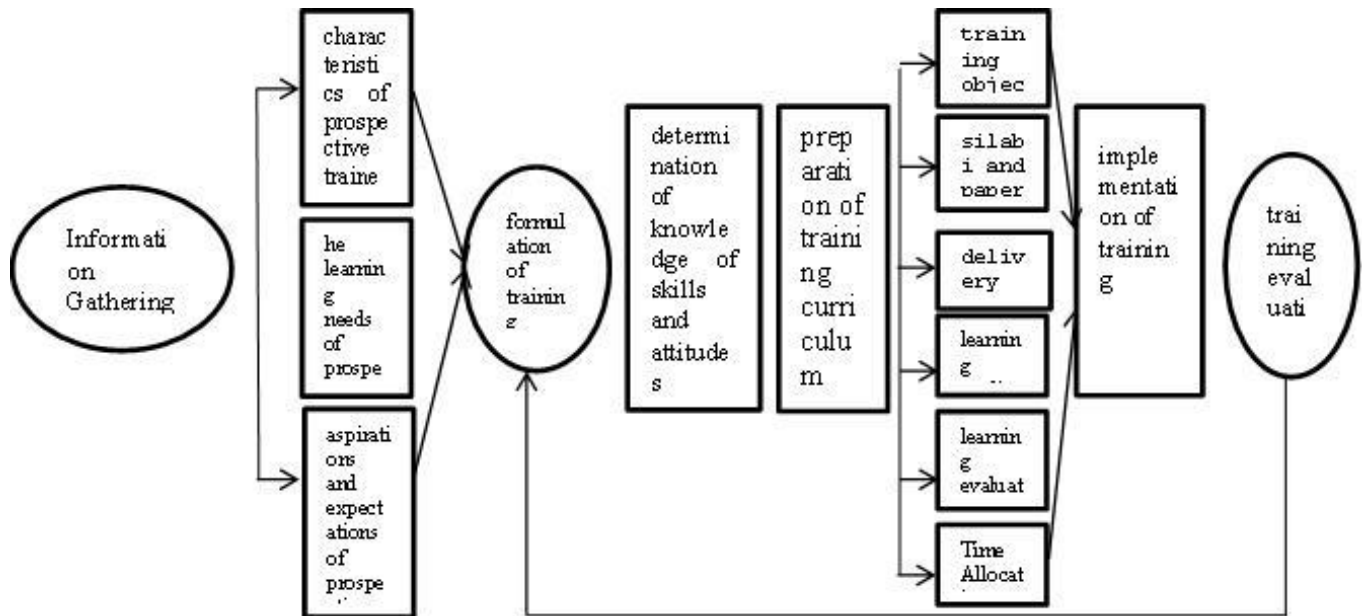 Informati
on
Gathering
charac
teristi
cs of
prospe
ctive
traine
he
learnin
g
needs
of
prospe
aspirati
ons
and
expect
ations
of
prospe
formul
ation
of
trainin
g
determi
nation
of
knowle
dge of
skills
and
attitude
s
prep
arati
on of
traini
ng
curri
culu
m
train
ing
objec
silab
i and
paper
deliv
ery
learnin
g
learnin
g
evaluat
Time
Allocat
imple
mentati
on of
trainin
g
trai
ning
eval
uati